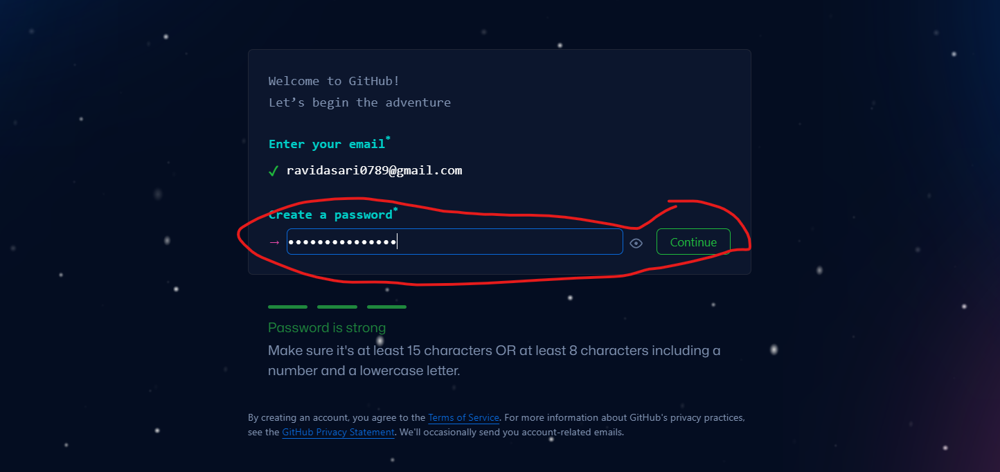 Welcome to GitHub!
Let’s begin the adventure
Enter your email*
✓ ravidasari0789@gmail.com
Create a password*
→ ••••••••••••••• Continue
Password is strong
Make sure it's at least 15 characters OR at least 8 characters including a
number and a lowercase letter.
By creating an account, you agree to the Terms of Service. For more information about GitHub's privacy practices,
see the GitHub Privacy Statement. We'll occasionally send you account-related emails.